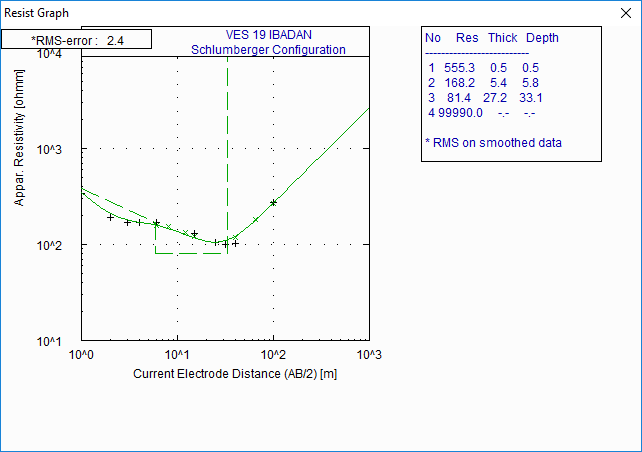 Resist Graph
*RMS-error : 2.4
VES 19 IBADAN
Schlumberger Configuration
10^4
10^3
10^2
10^1
Appar. Resistivity [ohmm]
10^0 10^1 10^2 10^3
Current Electrode Distance (AB/2) [m]
No Res Thick Depth
---------------------------
1 555.3 0.5 0.5
2 168.2 5.4 5.8
3 81.4 27.2 33.1
4 99990.0 -.- -.-
* RMS on smoothed data